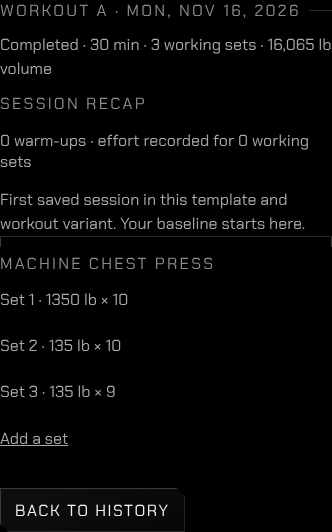 WORKOUT A · MON, NOV 16, 2026
Completed · 30 min · 3 working sets · 16,065 lb
volume
SESSION RECAP
0 warm-ups · effort recorded for 0 working
sets
First saved session in this template and
workout variant. Your baseline starts here.
MACHINE CHEST PRESS
Set 1 · 1350 lb × 10
Set 2 · 135 lb × 10
Set 3 · 135 lb × 9
Add a set
BACK TO HISTORY